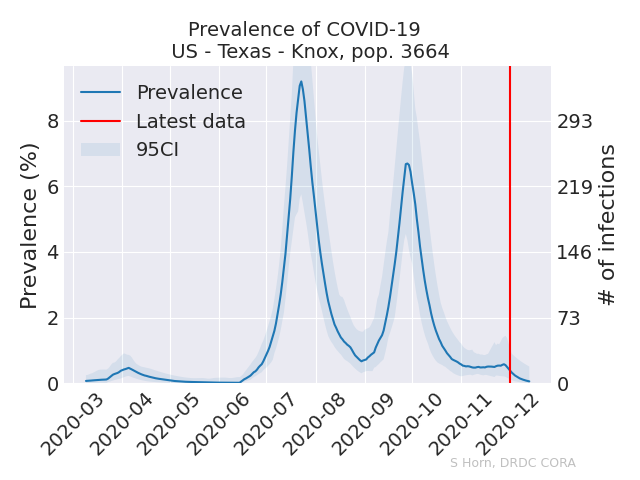 Prevalence of COVID-19
US - Texas - Knox, pop. 3664
Prevalence
Latest data
95CI
Prevalence (%)
8
6
4
2
0
# of infections
293
219
146
73
0
2020-03
2020-04
2020-05
2020-06
2020-07
2020-08
2020-09
2020-10
2020-11
2020-12
S Horn, DRDC CORA